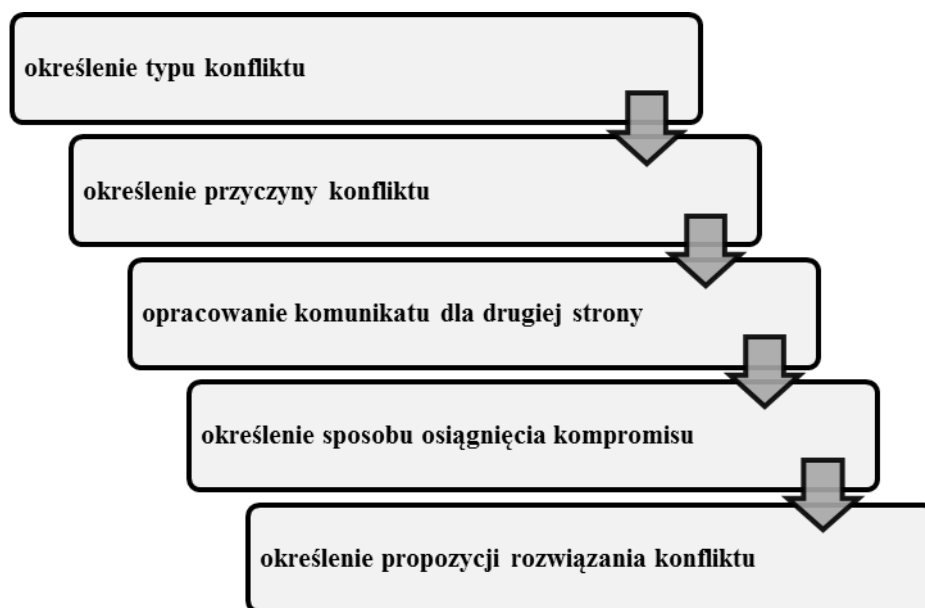 określenie typu konfliktu
określenie przyczyny konfliktu
opracowanie komunikatu dla drugiej strony
określenie sposobu osiągnięcia kompromisu
określenie propozycji rozwiązania konfliktu